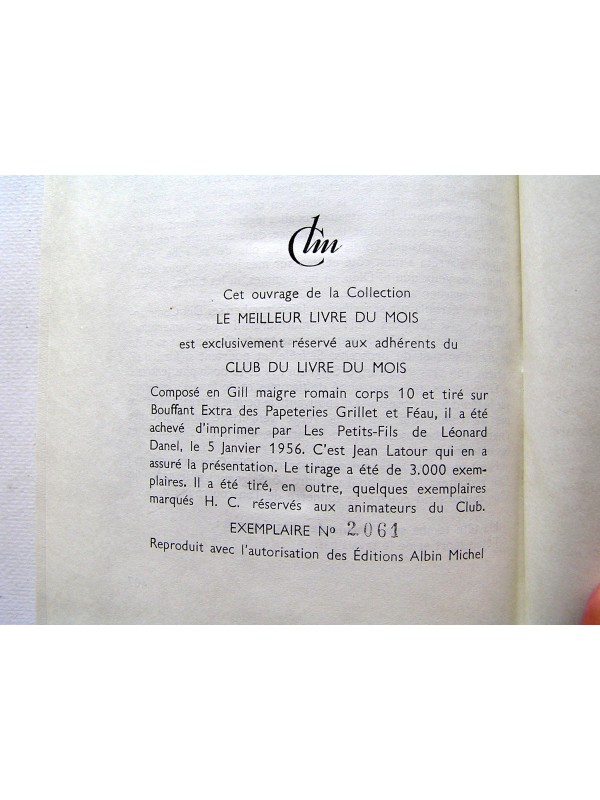 Clm
Cet ouvrage de la Collection
LE MEILLEUR LIVRE DU MOIS
est exclusivement réservé aux adhérents du
CLUB DU LIVRE DU MOIS
Composé en Gill maigre romain corps 10 et tiré sur
Bouffant Extra des Papeteries Grillet et Féau, il a été
achevé d'imprimer par Les Petits-Fils de Léonard
Danel, le 5 Janvier 1956. C'est Jean Latour qui en a
assuré la présentation. Le tirage a été de 3.000 exem-
plaires. Il a été tiré, en outre, quelques exemplaires
marqués H. C. réservés aux animateurs du Club.
EXEMPLAIRE No 2.061
Reproduit avec l'autorisation des Éditions Albin Michel